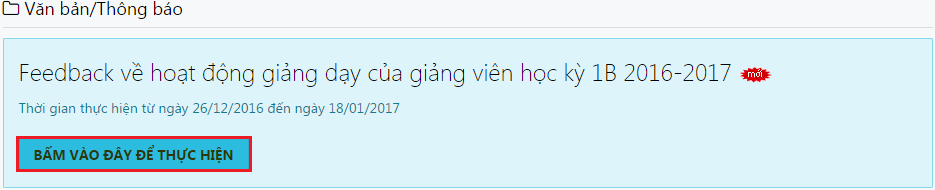 Văn bản/Thông báo
Feedback về hoạt động giảng dạy của giảng viên học kỳ 1B 2016-2017 mới
Thời gian thực hiện từ ngày 26/12/2016 đến ngày 18/01/2017
BẤM VÀO ĐÂY ĐỂ THỰC HIỆN